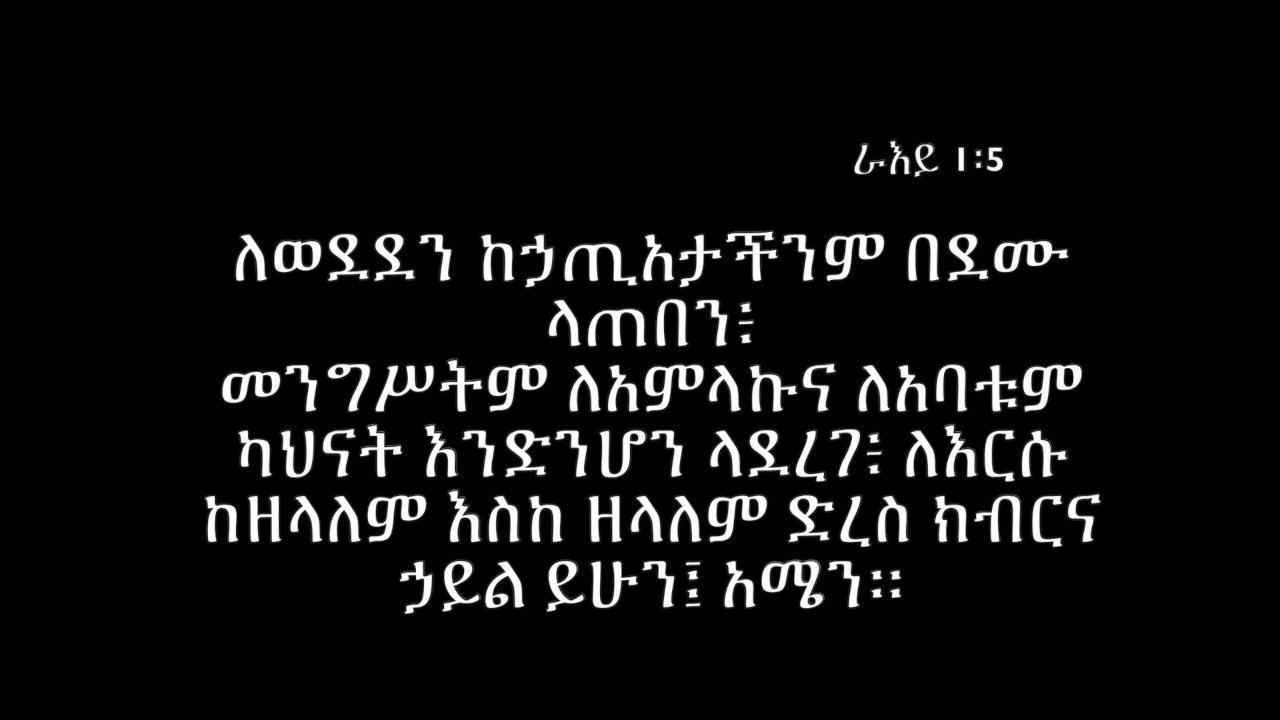 ራእይ 1፡5
ለወደደን ከኃጢአታችንም በደሙ
ላጠበን፥
መንግሥትም ለአምላኩና ለአባቱም
ካህናት እንድንሆን ላደረገ፥ ለእርሱ
ከዘላለም እስከ ዘላለም ድረስ ክብርና
ኃይል ይሁን፤ አሜን።